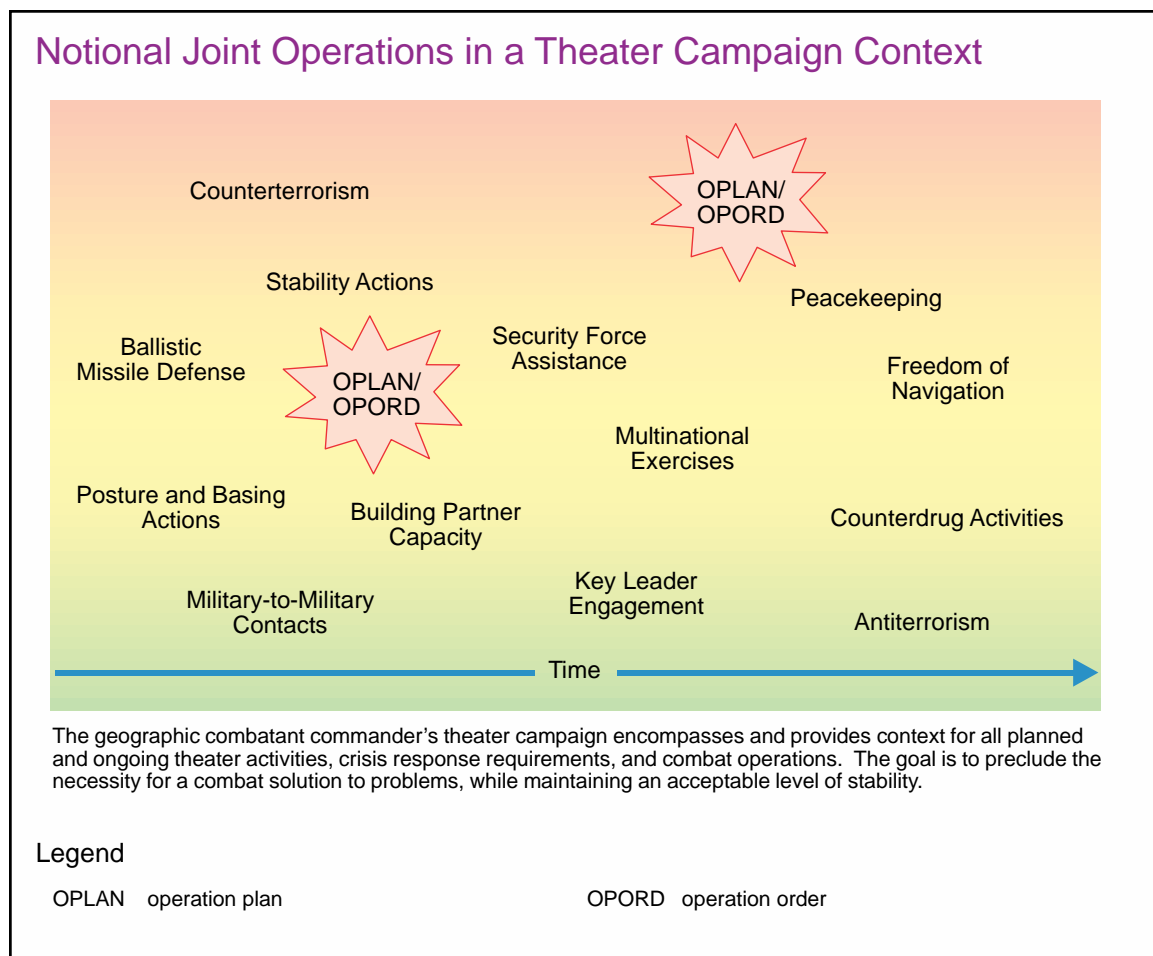 Notional Joint Operations in a Theater Campaign Context
Counterterrorism
OPLAN/
OPORD
Stability Actions
Peacekeeping
Ballistic
Missile Defense
OPLAN/
OPORD
Security Force
Assistance
Freedom of
Navigation
Multinational
Exercises
Posture and Basing
Actions
Building Partner
Capacity
Counterdrug Activities
Military-to-Military
Contacts
Key Leader
Engagement
Antiterrorism
Time
The geographic combatant commander’s theater campaign encompasses and provides context for all planned
and ongoing theater activities, crisis response requirements, and combat operations.  The goal is to preclude the
necessity for a combat solution to problems, while maintaining an acceptable level of stability.
Legend
OPLAN operation plan
OPORD operation order